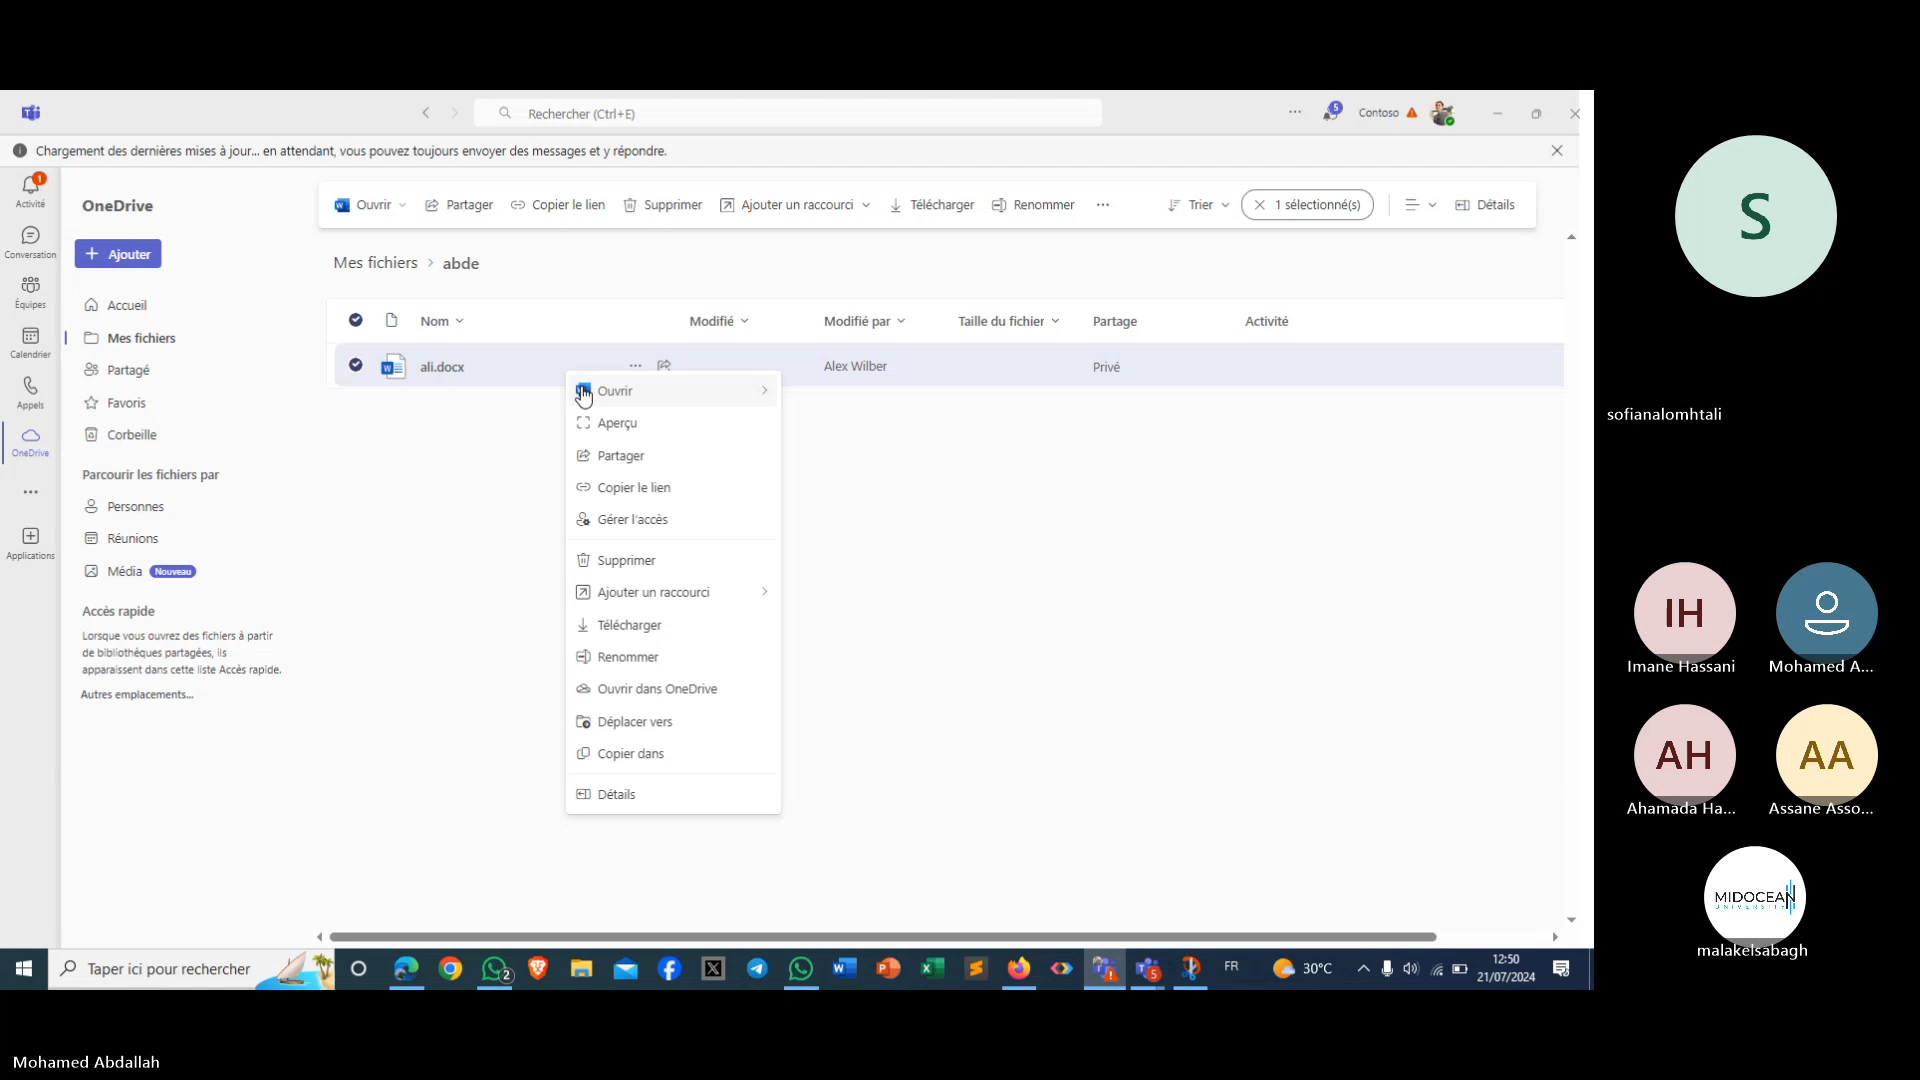 Rechercher (Ctrl+E)
5
Contoso
Chargement des dernières mises à jour... en attendant, vous pouvez toujours envoyer des messages et y répondre.
1
Activité
Conversation
Équipes
Calendrier
Appels
OneDrive
Applications
OneDrive
Ajouter
Accueil
Mes fichiers
Partagé
Favoris
Corbeille
Parcourir les fichiers par
Personnes
Réunions
Média Nouveau
Accès rapide
Lorsque vous ouvrez des fichiers à partir
de bibliothèques partagées, ils
apparaissent dans cette liste Accès rapide.
Autres emplacements...
Ouvrir Partager Copier le lien Supprimer Ajouter un raccourci Télécharger Renommer ... Trier 1 sélectionné(s) Détails
Mes fichiers > abde
Nom Modifié Modifié par Taille du fichier Partage Activité
ali.docx ... Alex Wilber Privé
Ouvrir
Aperçu
Partager
Copier le lien
Gérer l'accès
Supprimer
Ajouter un raccourci
Télécharger
Renommer
Ouvrir dans OneDrive
Déplacer vers
Copier dans
Détails
Taper ici pour rechercher
2
5
FR
30°C
12:50
21/07/2024
S
sofianalomhtali
IH
Imane Hassani
Mohamed A...
AH
Ahamada Ha...
AA
Assane Asso...
MIDOCEAN
UNIVERSITY
malakelsabagh
Mohamed Abdallah